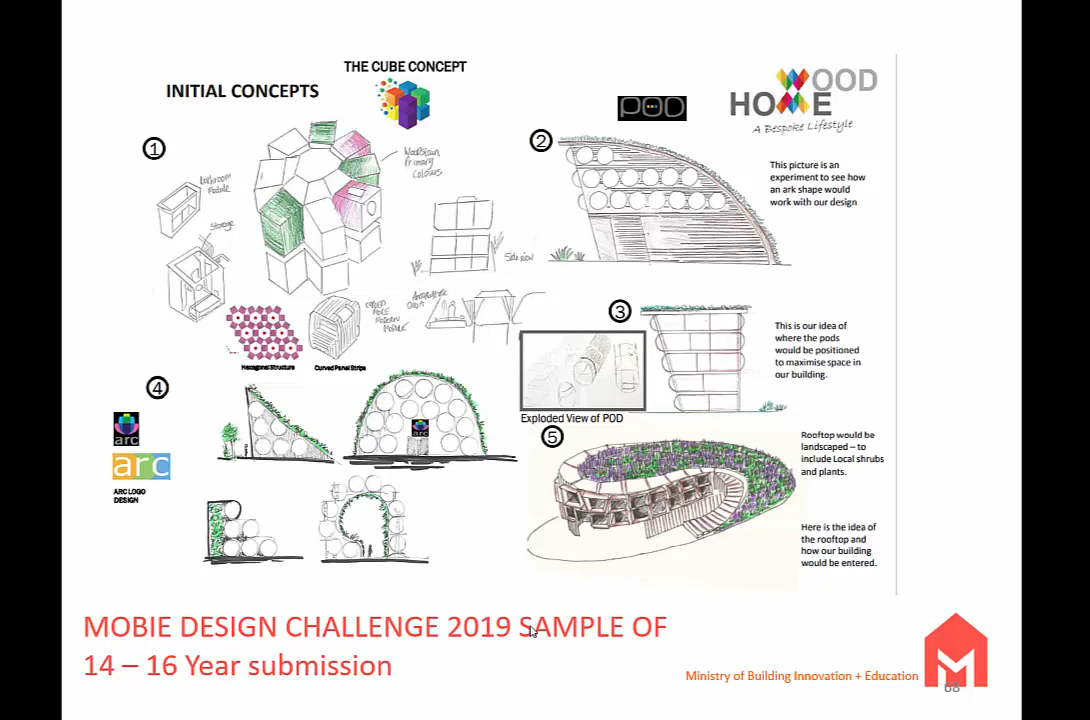 THE CUBE CONCEPT
INITIAL CONCEPTS
POD
WOOD
HOME
A Bespoke Lifestyle
1
Bathroom
Module
Storage
Woodstain
Primary
Colours
Side view
CURVED
MORE
MODERN
MODULE
Hexagonal Structure
Curved Panel Strips
2
This picture is an
experiment to see how
an ark shape would
work with our design
3
This is our idea of
where the pods
would be positioned
to maximise space in
our building.
Exploded View of POD
4
arc
arc
ARC LOGO
DESIGN
arc
5
Rooftop would be
landscaped – to
include Local shrubs
and plants.
Here is the idea of
the rooftop and
how our building
would be entered.
MOBIE DESIGN CHALLENGE 2019 SAMPLE OF
14 – 16 Year submission
Ministry of Building Innovation + Education
M
68